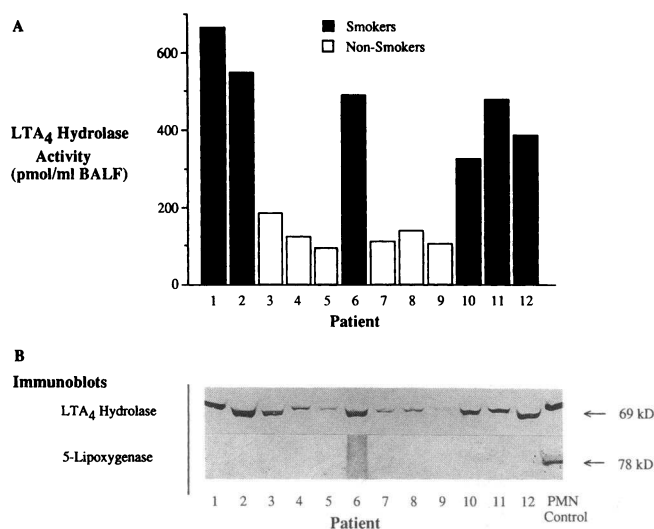 A
Smokers
Non-Smokers
LTA4 Hydrolase
Activity
(pmol/ml BALF)
600
400
200
0
1 2 3 4 5 6 7 8 9 10 11 12
Patient
B
Immunoblots
LTA4 Hydrolase
← 69 kD
5-Lipoxygenase
← 78 kD
1 2 3 4 5 6 7 8 9 10 11 12 PMN
Control
Patient